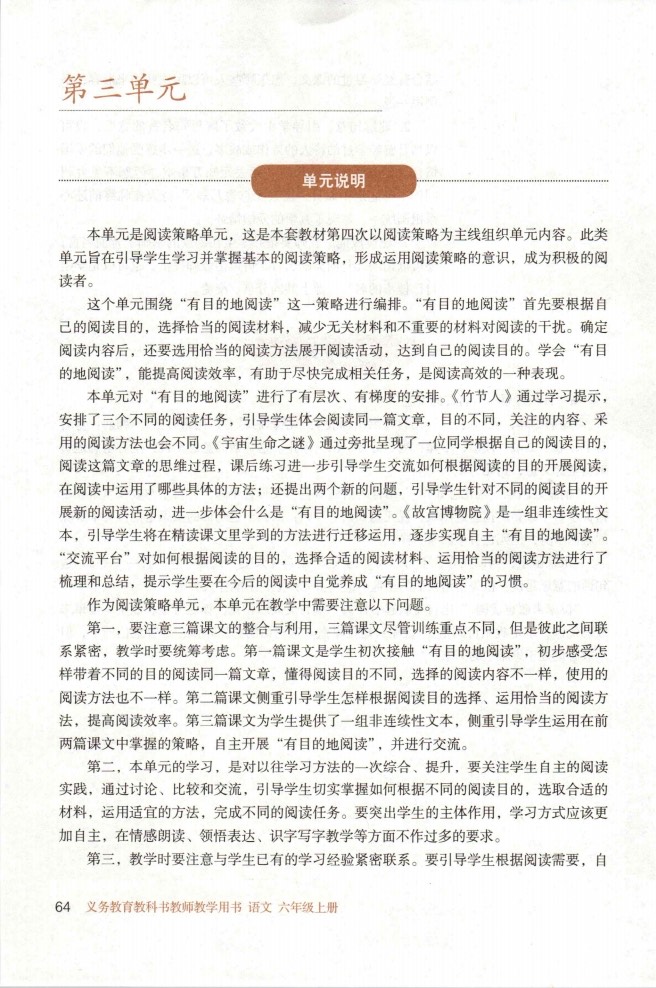 第三单元
单元说明
本单元是阅读策略单元，这是本套教材第四次以阅读策略为主线组织单元内容。此类
单元旨在引导学生学习并掌握基本的阅读策略，形成运用阅读策略的意识，成为积极的阅
读者。
这个单元围绕“有目的地阅读”这一策略进行编排。“有目的地阅读”首先要根据自
己的阅读目的，选择恰当的阅读材料，减少无关材料和不重要的材料对阅读的干扰。确定
阅读内容后，还要选用恰当的阅读方法展开阅读活动，达到自己的阅读目的。学会“有目
的地阅读”，能提高阅读效率，有助于尽快完成相关任务，是阅读高效的一种表现。
本单元对“有目的地阅读”进行了有层次、有梯度的安排。《竹节人》通过学习提示，
安排了三个不同的阅读任务，引导学生体会阅读同一篇文章，目的不同，关注的内容、采
用的阅读方法也会不同。《宇宙生命之谜》通过旁批呈现了一位同学根据自己的阅读目的，
阅读这篇文章的思维过程，课后练习进一步引导学生交流如何根据阅读的目的开展阅读，
在阅读中运用了哪些具体的方法；还提出两个新的问题，引导学生针对不同的阅读目的开
展新的阅读活动，进一步体会什么是“有目的地阅读”。《故宫博物院》是一组非连续性文
本，引导学生将在精读课文里学到的方法进行迁移运用，逐步实现自主“有目的地阅读”。
“交流平台”对如何根据阅读的目的，选择合适的阅读材料、运用恰当的阅读方法进行了
梳理和总结，提示学生要在今后的阅读中自觉养成“有目的地阅读”的习惯。
作为阅读策略单元，本单元在教学中需要注意以下问题。
第一，要注意三篇课文的整合与利用，三篇课文尽管训练重点不同，但是彼此之间联
系紧密，教学时要统筹考虑。第一篇课文是学生初次接触“有目的地阅读”，初步感受怎
样带着不同的目的阅读同一篇文章，懂得阅读目的不同，选择的阅读内容不一样，使用的
阅读方法也不一样。第二篇课文侧重引导学生怎样根据阅读目的选择、运用恰当的阅读方
法，提高阅读效率。第三篇课文为学生提供了一组非连续性文本，侧重引导学生运用在前
两篇课文中掌握的策略，自主开展“有目的地阅读”，并进行交流。
第二，本单元的学习，是对以往学习方法的一次综合、提升，要关注学生自主的阅读
实践，通过讨论、比较和交流，引导学生切实掌握如何根据不同的阅读目的，选取合适的
材料，运用适宜的方法，完成不同的阅读任务。要突出学生的主体作用，学习方式应该更
加自主，在情感朗读、领悟表达、识字写字教学等方面不作过多的要求。
第三，教学时要注意与学生已有的学习经验紧密联系。要引导学生根据阅读需要，自
64 义务教育教科书教师教学用书 语文 六年级上册